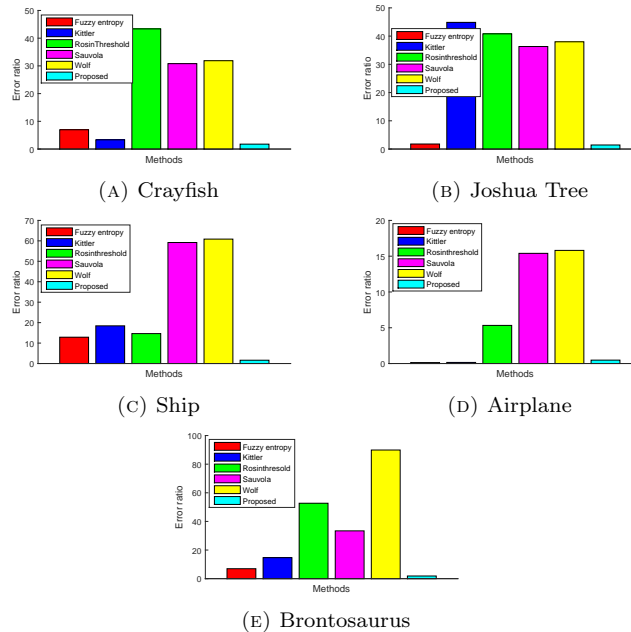 50
40
30
20
10
0
Error ratio
Fuzzy entropy
Kittler
RosinThreshold
Sauvola
Wolf
Proposed
Methods
(A) Crayfish
50
40
30
20
10
0
Error ratio
Fuzzy entropy
Kittler
Rosinthreshold
Sauvola
Wolf
Proposed
Methods
(B) Joshua Tree
70
60
50
40
30
20
10
0
Error ratio
Fuzzy entropy
Kittler
Rosinthreshold
Sauvola
Wolf
Proposed
Methods
(C) Ship
20
15
10
5
0
Error ratio
Fuzzy entropy
Kittler
Rosinthreshold
Sauvola
Wolf
Proposed
Methods
(D) Airplane
100
80
60
40
20
0
Error ratio
Fuzzy entropy
Kittler
Rosinthresold
Sauvola
Wolf
Proposed
Methods
(E) Brontosaurus